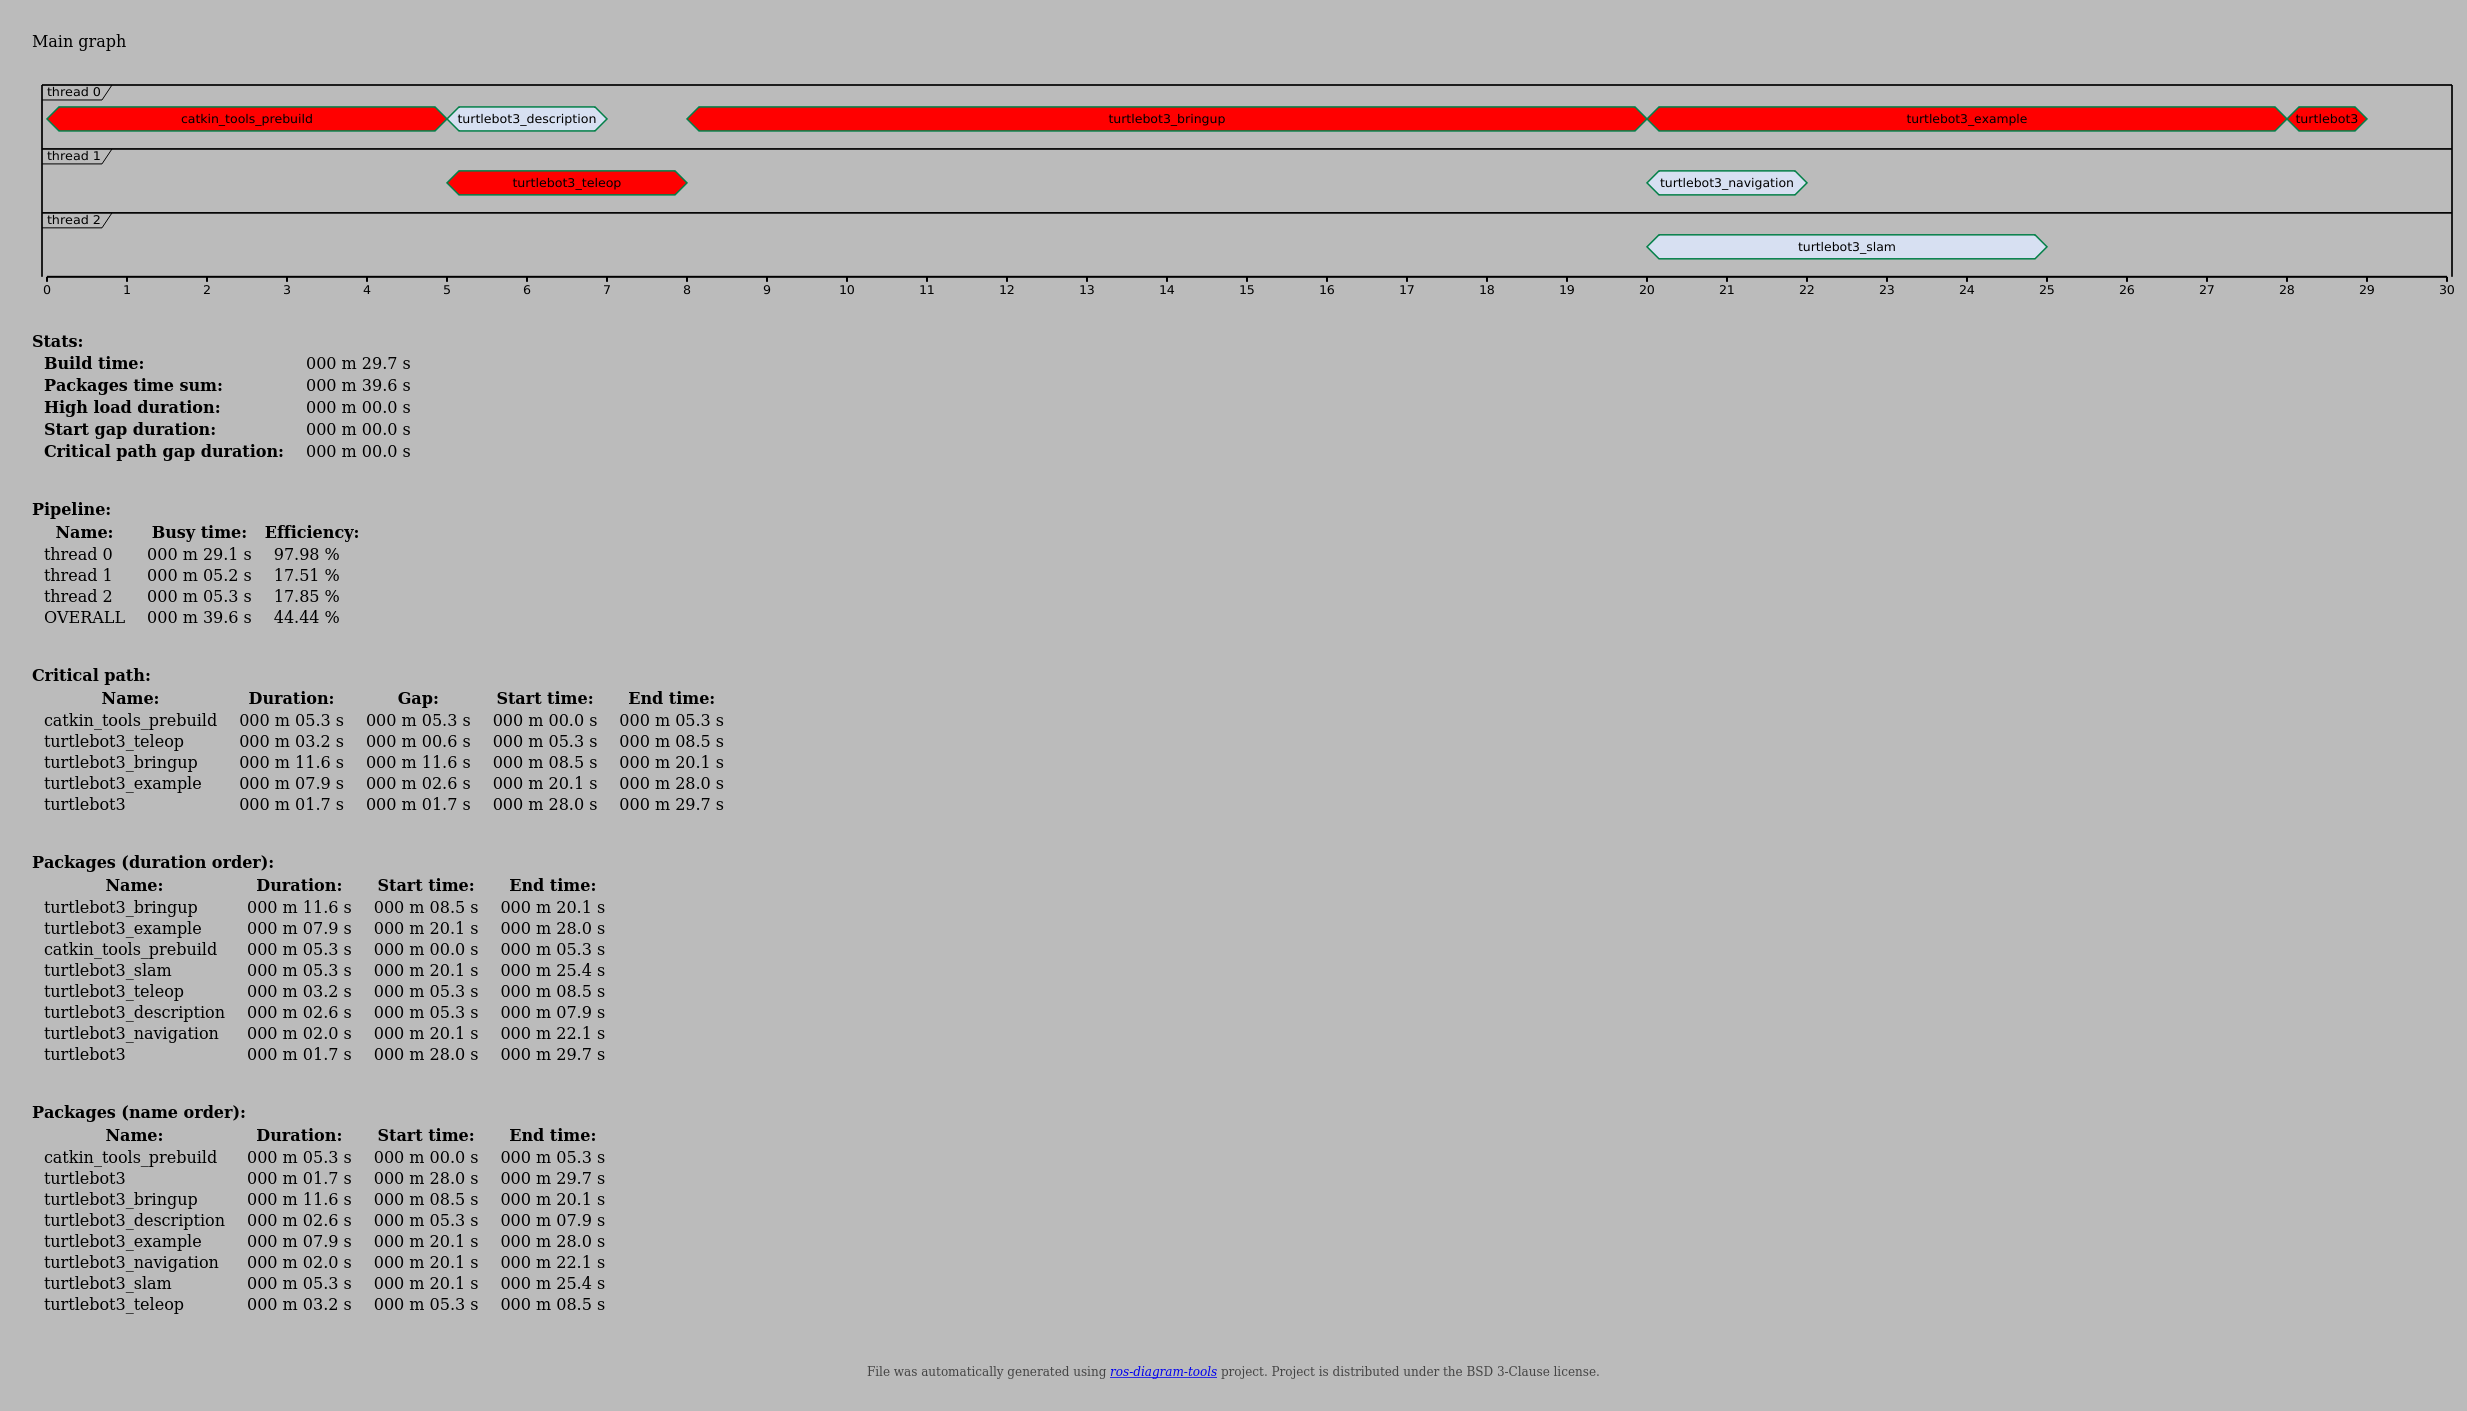 Main graph
thread 0
catkin_tools_prebuild turtlebot3_description turtlebot3_bringup turtlebot3_example turtlebot3
thread 1
turtlebot3_teleop turtlebot3_navigation
thread 2
turtlebot3_slam
0 1 2 3 4 5 6 7 8 9 10 11 12 13 14 15 16 17 18 19 20 21 22 23 24 25 26 27 28 29 30
Stats:
Build time: 000 m 29.7 s
Packages time sum: 000 m 39.6 s
High load duration: 000 m 00.0 s
Start gap duration: 000 m 00.0 s
Critical path gap duration: 000 m 00.0 s
Pipeline:
Name: Busy time: Efficiency:
thread 0 000 m 29.1 s 97.98 %
thread 1 000 m 05.2 s 17.51 %
thread 2 000 m 05.3 s 17.85 %
OVERALL 000 m 39.6 s 44.44 %
Critical path:
Name: Duration: Gap: Start time: End time:
catkin_tools_prebuild 000 m 05.3 s 000 m 05.3 s 000 m 00.0 s 000 m 05.3 s
turtlebot3_teleop 000 m 03.2 s 000 m 00.6 s 000 m 05.3 s 000 m 08.5 s
turtlebot3_bringup 000 m 11.6 s 000 m 11.6 s 000 m 08.5 s 000 m 20.1 s
turtlebot3_example 000 m 07.9 s 000 m 02.6 s 000 m 20.1 s 000 m 28.0 s
turtlebot3 000 m 01.7 s 000 m 01.7 s 000 m 28.0 s 000 m 29.7 s
Packages (duration order):
Name: Duration: Start time: End time:
turtlebot3_bringup 000 m 11.6 s 000 m 08.5 s 000 m 20.1 s
turtlebot3_example 000 m 07.9 s 000 m 20.1 s 000 m 28.0 s
catkin_tools_prebuild 000 m 05.3 s 000 m 00.0 s 000 m 05.3 s
turtlebot3_slam 000 m 05.3 s 000 m 20.1 s 000 m 25.4 s
turtlebot3_teleop 000 m 03.2 s 000 m 05.3 s 000 m 08.5 s
turtlebot3_description 000 m 02.6 s 000 m 05.3 s 000 m 07.9 s
turtlebot3_navigation 000 m 02.0 s 000 m 20.1 s 000 m 22.1 s
turtlebot3 000 m 01.7 s 000 m 28.0 s 000 m 29.7 s
Packages (name order):
Name: Duration: Start time: End time:
catkin_tools_prebuild 000 m 05.3 s 000 m 00.0 s 000 m 05.3 s
turtlebot3 000 m 01.7 s 000 m 28.0 s 000 m 29.7 s
turtlebot3_bringup 000 m 11.6 s 000 m 08.5 s 000 m 20.1 s
turtlebot3_description 000 m 02.6 s 000 m 05.3 s 000 m 07.9 s
turtlebot3_example 000 m 07.9 s 000 m 20.1 s 000 m 28.0 s
turtlebot3_navigation 000 m 02.0 s 000 m 20.1 s 000 m 22.1 s
turtlebot3_slam 000 m 05.3 s 000 m 20.1 s 000 m 25.4 s
turtlebot3_teleop 000 m 03.2 s 000 m 05.3 s 000 m 08.5 s
File was automatically generated using ros-diagram-tools project. Project is distributed under the BSD 3-Clause license.